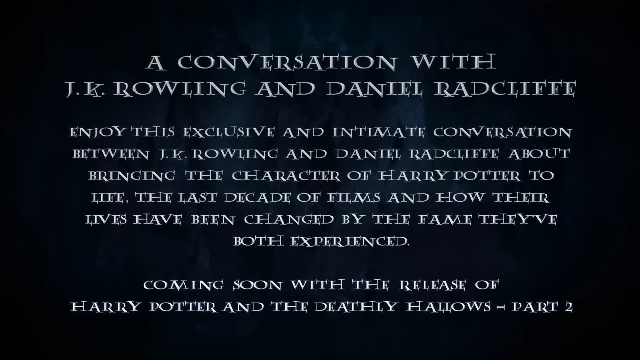 A CONVERSATION WITH
J.K. ROWLING AND DANIEL RADCLIFFE
ENJOY THIS EXCLUSIVE AND INTIMATE CONVERSATION
BETWEEN J.K. ROWLING AND DANIEL RADCLIFFE ABOUT
BRINGING THE CHARACTER OF HARRY POTTER TO
LIFE, THE LAST DECADE OF FILMS AND HOW THEIR
LIVES HAVE BEEN CHANGED BY THE FAME THEY'VE
BOTH EXPERIENCED.
COMING SOON WITH THE RELEASE OF
HARRY POTTER AND THE DEATHLY HALLOWS – PART 2